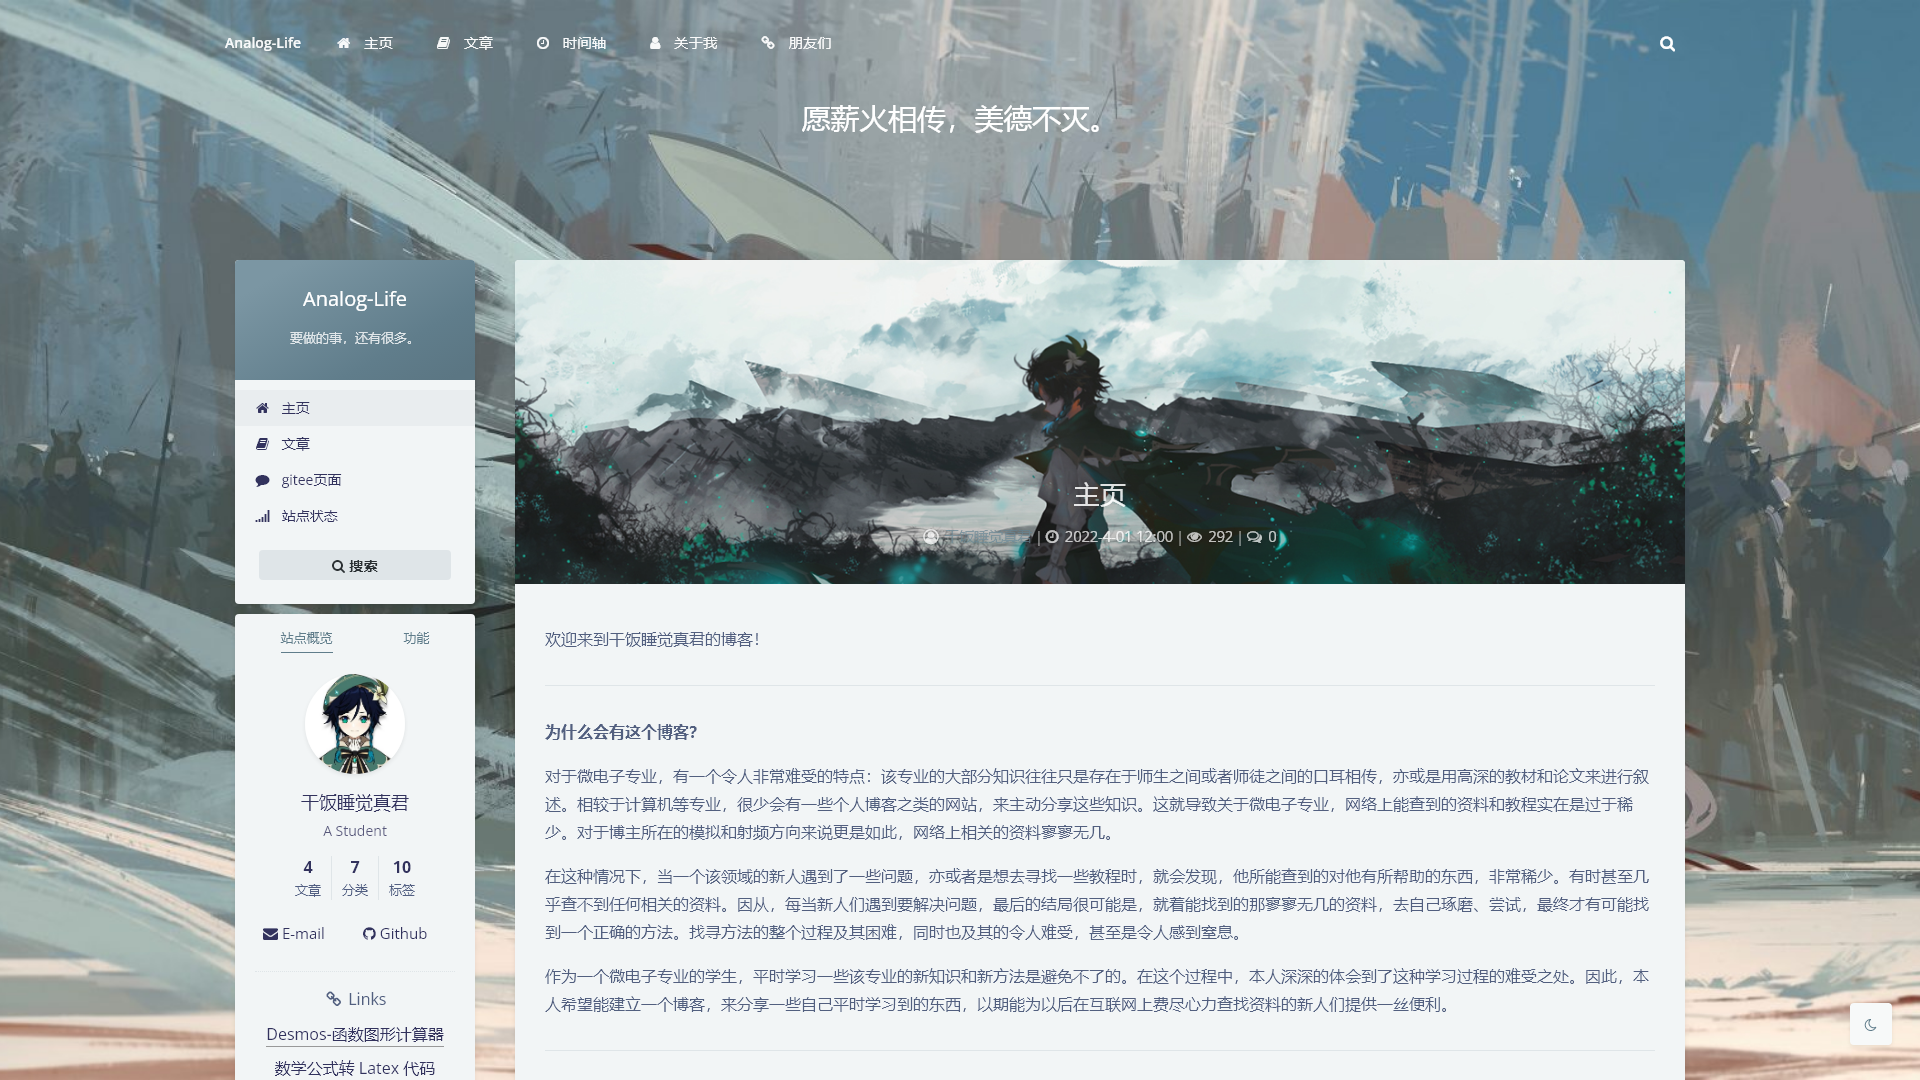 Analog-Life 主页 文章 时间轴 关于我 朋友们
愿薪火相传，美德不灭。
Analog-Life
要做的事，还有很多。
主页
文章
gitee页面
站点状态
搜索
站点概览 功能
干饭睡觉真君
A Student
4 7 10
文章 分类 标签
E-mail Github
Links
Desmos-函数图形计算器
数学公式转 Latex 代码
主页
干饭睡觉真君 | 2022-4-01 12:00 | 292 | 0
欢迎来到干饭睡觉真君的博客！
为什么会有这个博客？
对于微电子专业，有一个令人非常难受的特点：该专业的大部分知识往往只是存在于师生之间或者师徒之间的口耳相传，亦或是用高深的教材和论文来进行叙
述。相较于计算机等专业，很少会有一些个人博客之类的网站，来主动分享这些知识。这就导致关于微电子专业，网络上能查到的资料和教程实在是过于稀
少。对于博主所在的模拟和射频方向来说更是如此，网络上相关的资料寥寥无几。
在这种情况下，当一个该领域的新人遇到了一些问题，亦或者是想去寻找一些教程时，就会发现，他所能查到的对他有所帮助的东西，非常稀少。有时甚至几
乎查不到任何相关的资料。因从，每当新人们遇到要解决问题，最后的结局很可能是，就着能找到的那寥寥无几的资料，去自己琢磨、尝试，最终才有可能找
到一个正确的方法。找寻方法的整个过程及其困难，同时也及其的令人难受，甚至是令人感到窒息。
作为一个微电子专业的学生，平时学习一些该专业的新知识和新方法是避免不了的。在这个过程中，本人深深的体会到了这种学习过程的难受之处。因此，本
人希望能建立一个博客，来分享一些自己平时学习到的东西，以期能为以后在互联网上费尽心力查找资料的新人们提供一丝便利。